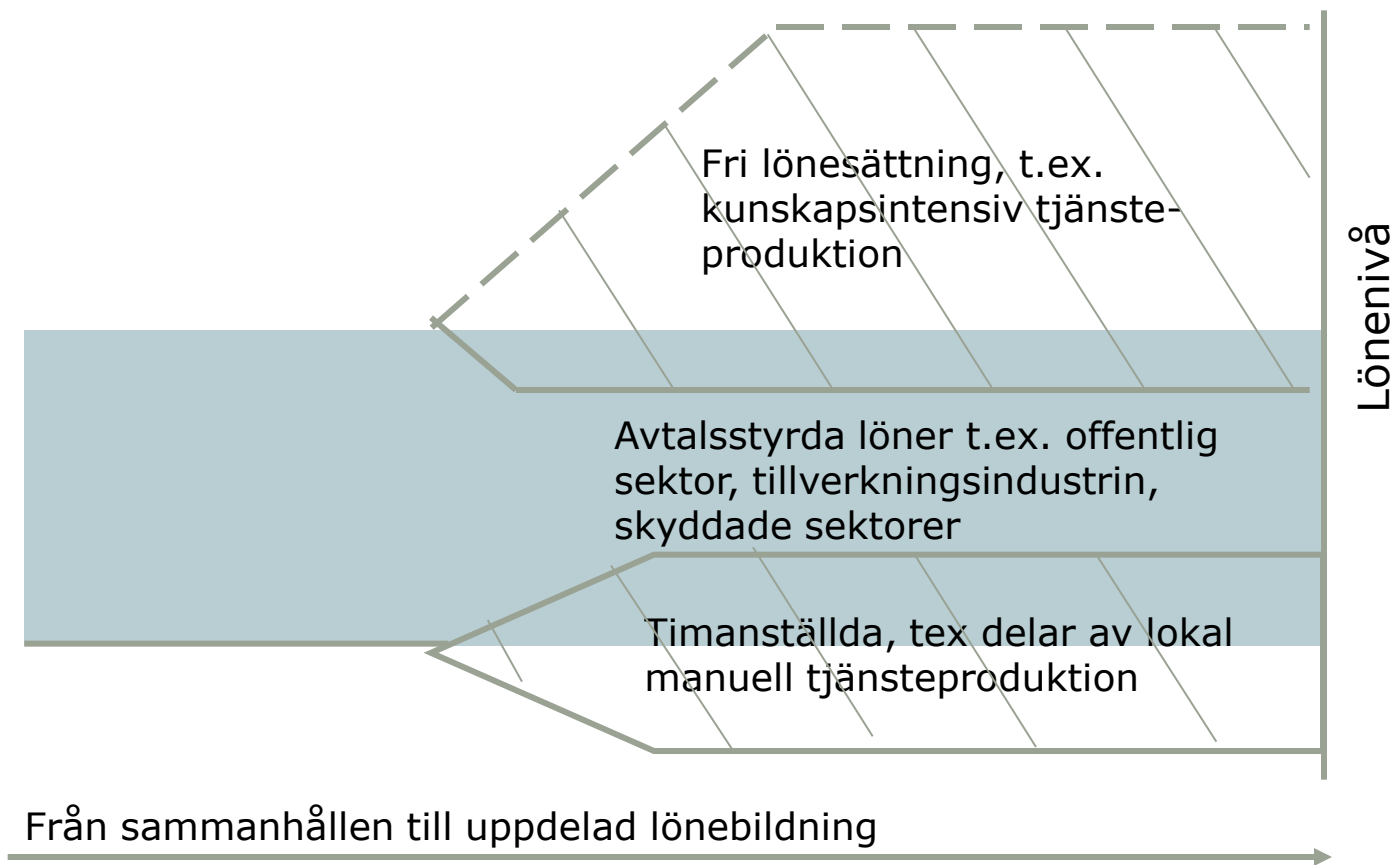 Fri lönesättning, t.ex.
kunskapsintensiv tjänste-
produktion
Lönenivå
Avtalsstyrda löner t.ex. offentlig
sektor, tillverkningsindustrin,
skyddade sektorer
Timanställda, tex delar av lokal
manuell tjänsteproduktion
Från sammanhållen till uppdelad lönebildning